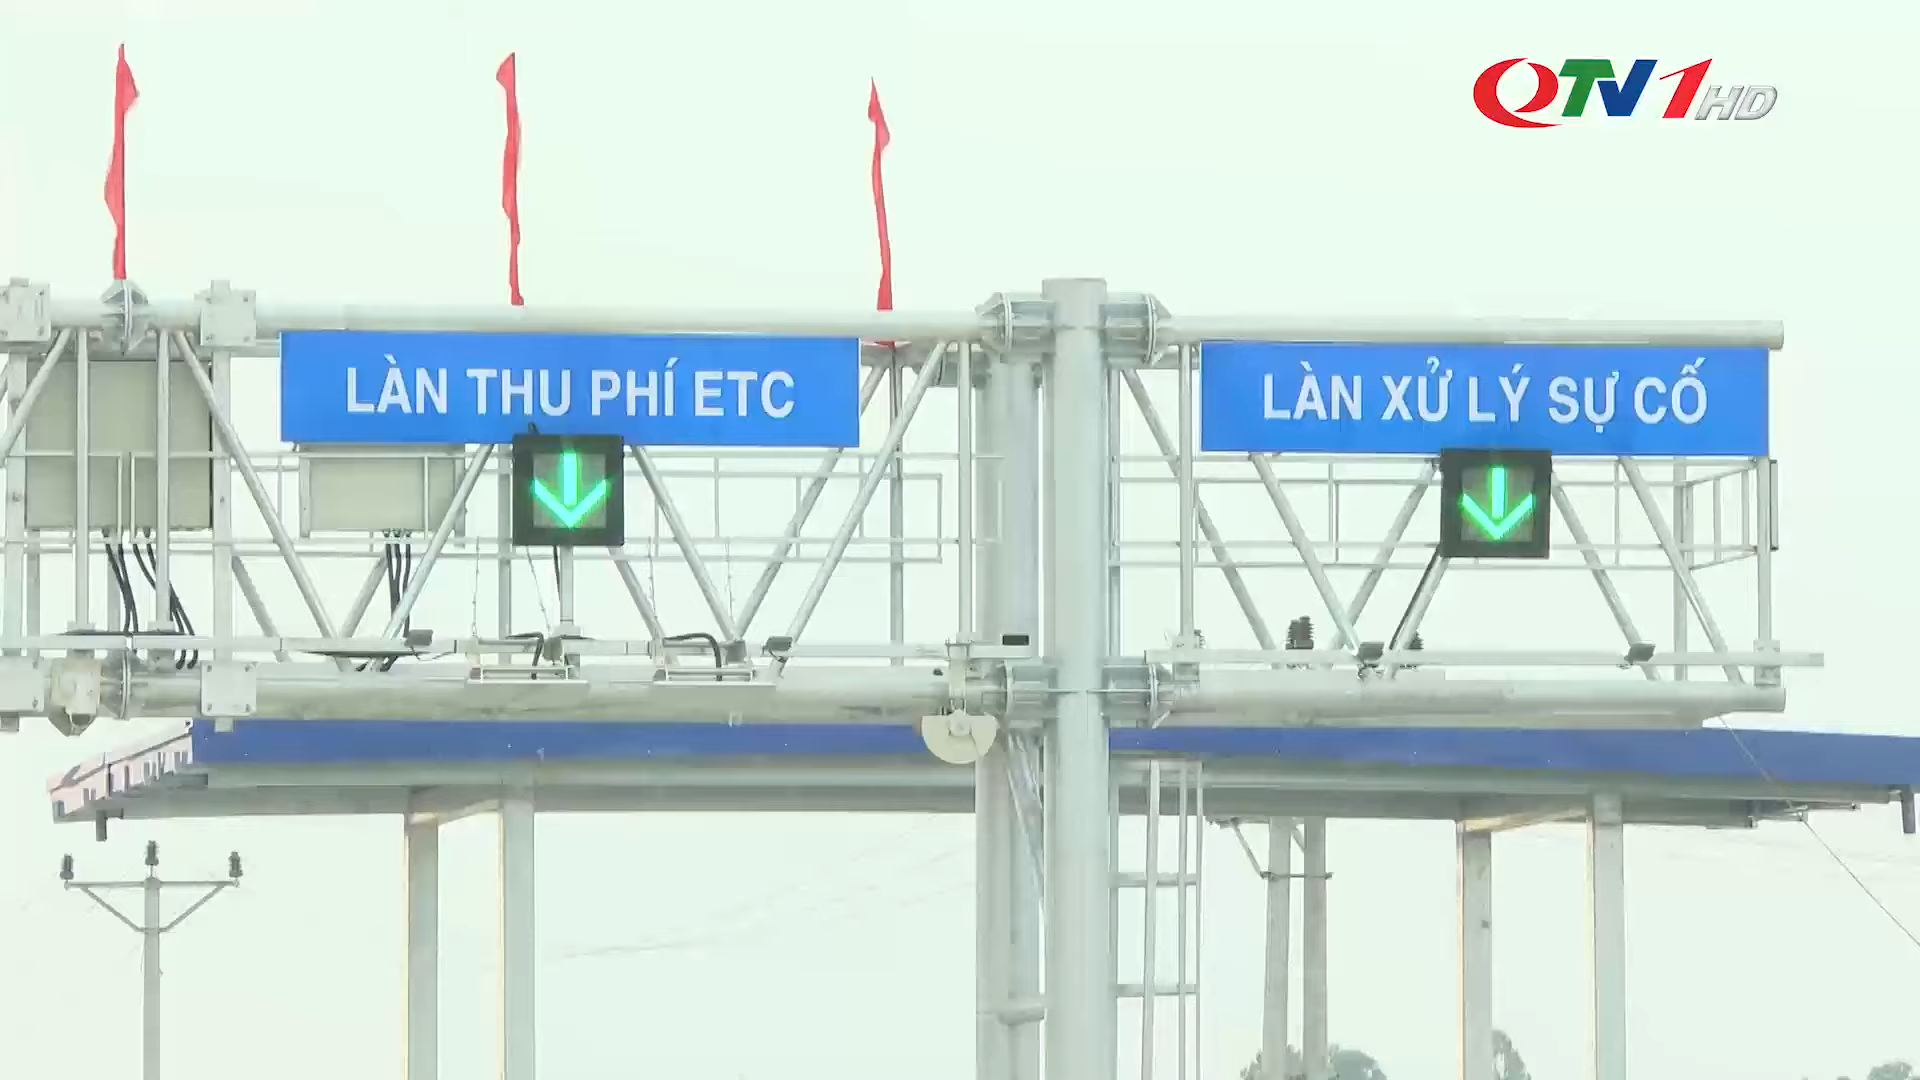 QTV1HD
LÀN THU PHÍ ETC
LÀN XỬ LÝ SỰ CỐ